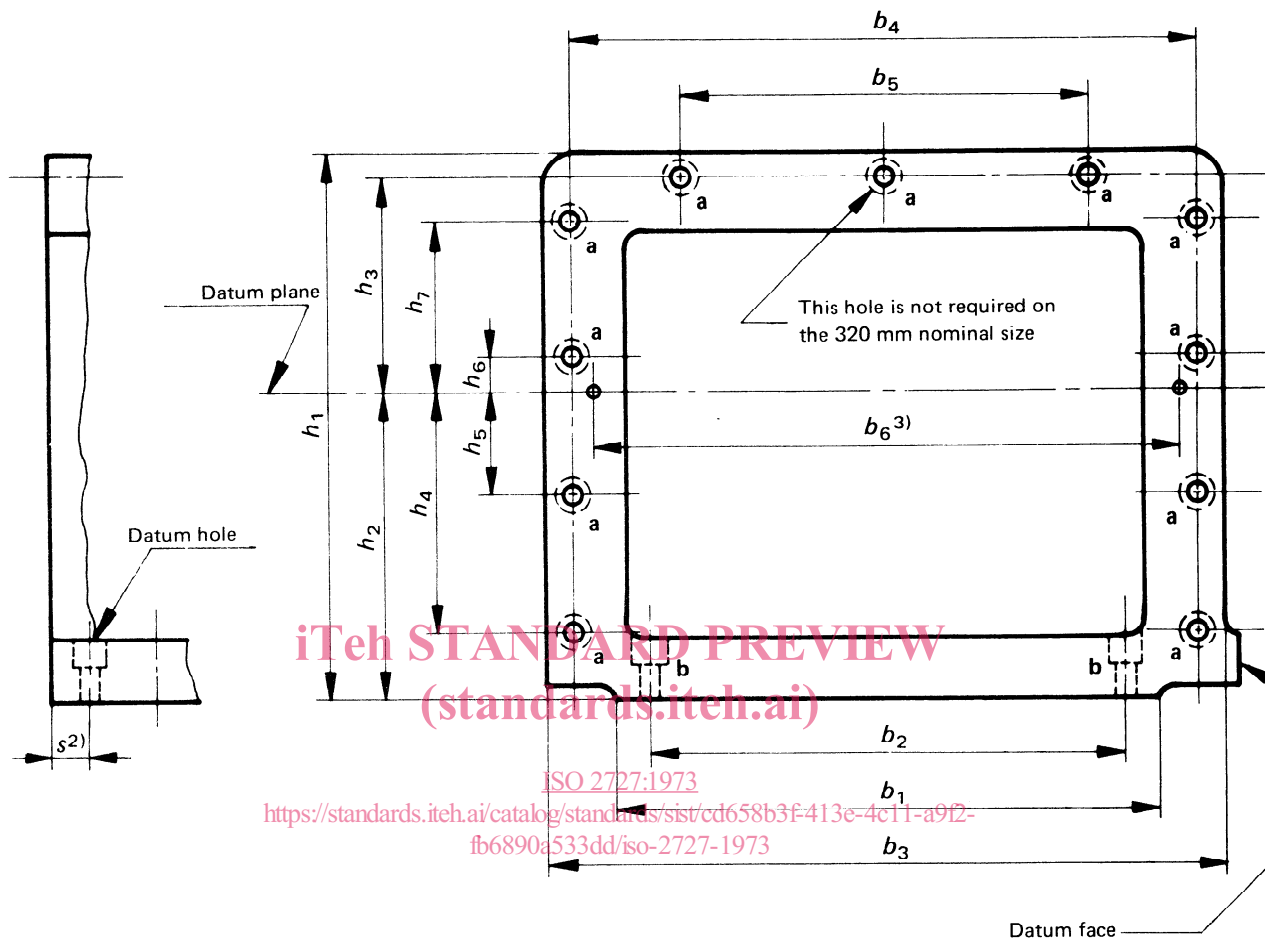 b4
b5
a
a
a
a
a
h3
h7
Datum plane
This hole is not required on
the 320 mm nominal size
a
a
h6
h1
b6 3)
h5
h4
h2
a
a
Datum hole
iTeh STANDARD PREVIEW
a
b
b
a
(standards.iteh.ai)
s2)
b2
ISO 2727:1973
b1
https://standards.iteh.ai/catalog/standards/sist/cd658b3f-413e-4c11-a9f2-
fb6890a533dd/iso-2727-1973
b3
Datum face